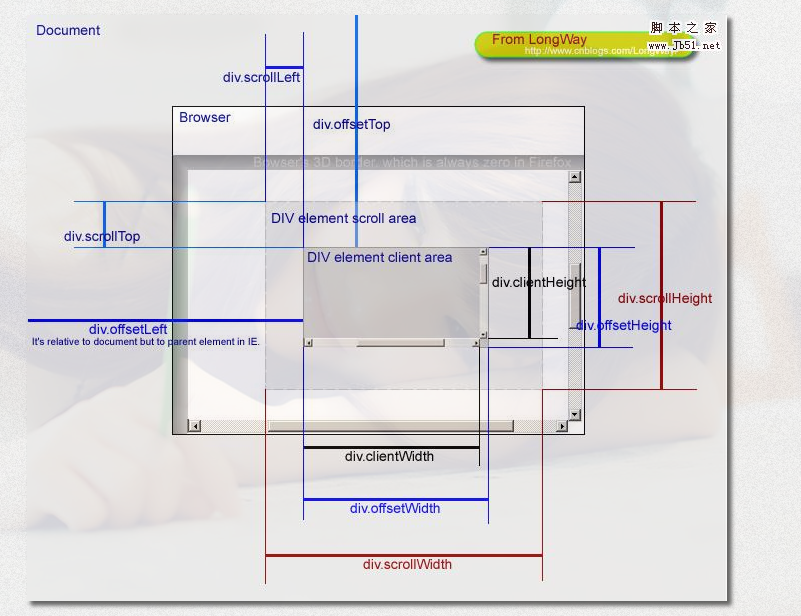 Document
From LongWay
脚本之家
http://www.cnblogs.com/LongWay
www.Jb51.net
div.scrollLeft
Browser
div.offsetTop
Bowser's 3D border, which is always zero in Firefox
DIV element scroll area
div.scrollTop
DIV element client area
div.clientHeight
div.scrollHeight
div.offsetLeft
div.offsetHeight
It's relative to document but to parent element in IE.
div.clientWidth
div.offsetWidth
div.scrollWidth